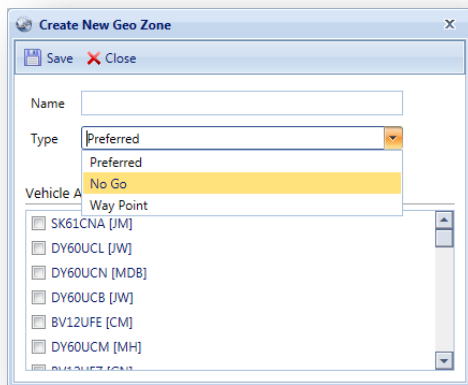 Create New Geo Zone
Save Close
Name
Type Preferred
Preferred
No Go
Way Point
Vehicle A
SK61CNA [JM]
DY60UCL [JW]
DY60UCN [MDB]
DY60UCB [JW]
BV12UFE [CM]
DY60UCM [MH]